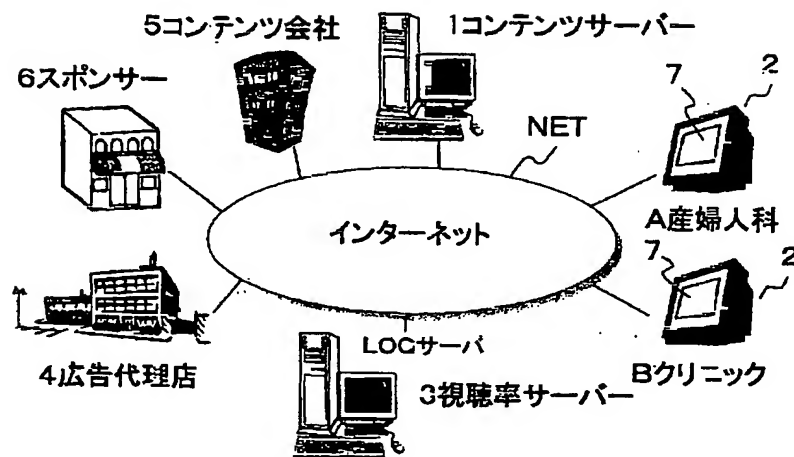 5コンテンツ会社
1コンテンツサーバー
6スポンサー
7
2
NET
A産婦人科
インターネット
7
2
LOGサーバ
4広告代理店
3視聴率サーバー
Bクリニック